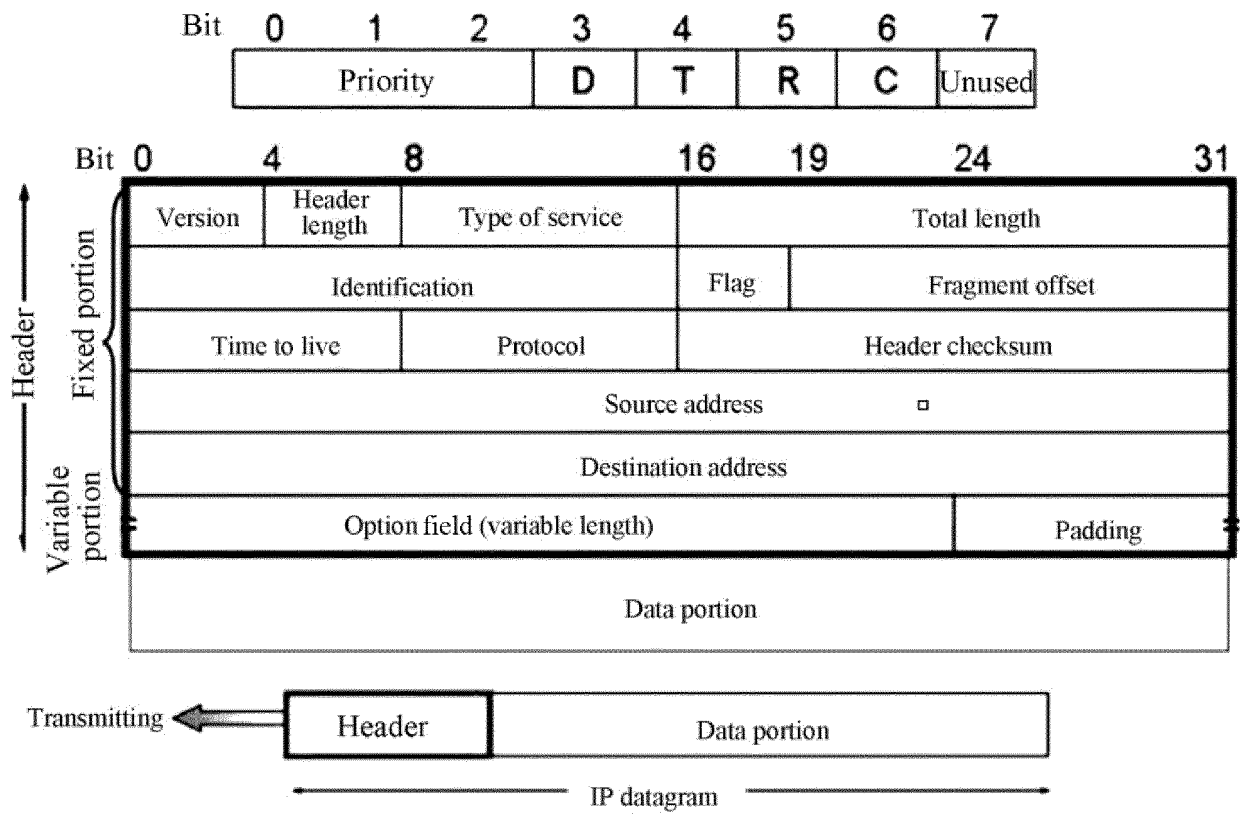 Bit 0 1 2 3 4 5 6 7
Priority D T R C Unused
Bit 0 4 8 16 19 24 31
Header
Fixed portion
Variable
portion
Version
Header
length
Type of service
Total length
Identification
Flag
Fragment offset
Time to live
Protocol
Header checksum
Source address
Destination address
Option field (variable length)
Padding
Data portion
Transmitting
Header
Data portion
IP datagram